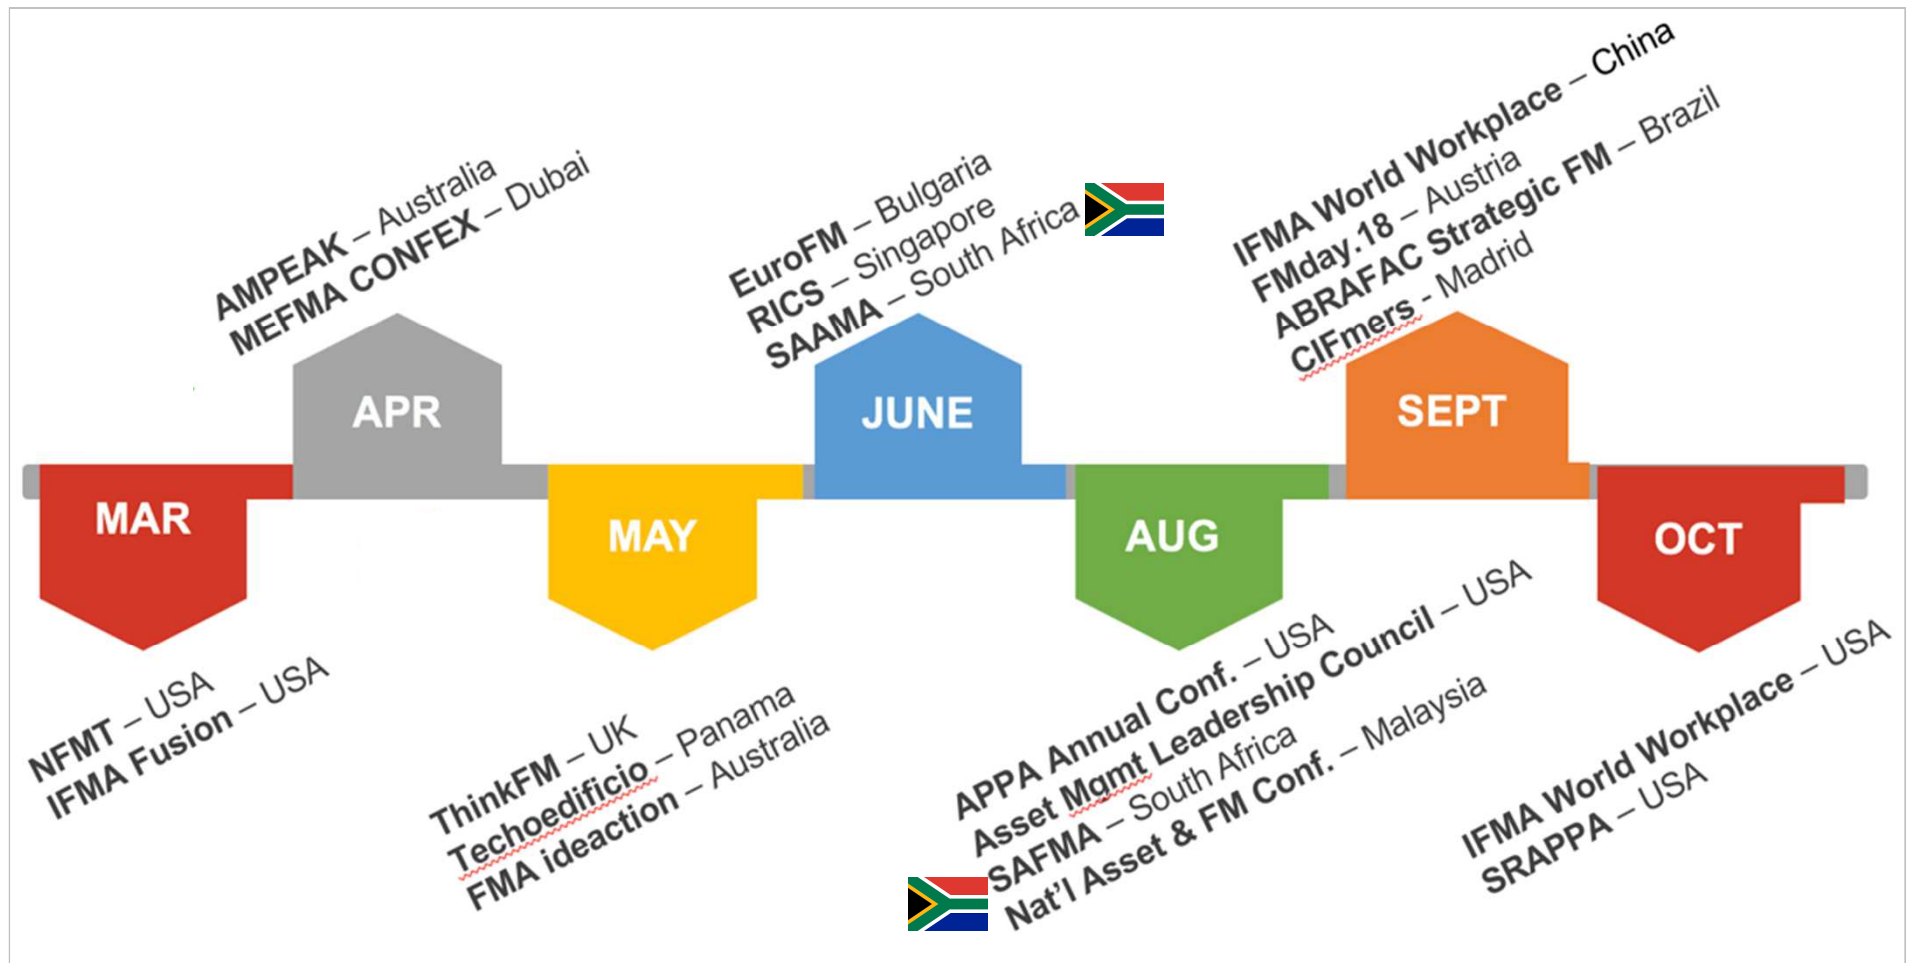 MAR
NFMT – USA
IFMA Fusion – USA
APR
AMPEAK – Australia
MEFMA CONFEX – Dubai
MAY
ThinkFM – UK
Techoedificio – Panama
FMA ideaction – Australia
JUNE
EuroFM – Bulgaria
RICS – Singapore
SAAMA – South Africa
AUG
APPA Annual Conf. – USA
Asset Mgmt Leadership Council – USA
SAFMA – South Africa
Nat'l Asset & FM Conf. – Malaysia
SEPT
IFMA World Workplace – China
FMday.18 – Austria
ABRAFAC Strategic FM – Brazil
CIFmers - Madrid
OCT
IFMA World Workplace – USA
SRAPPA – USA